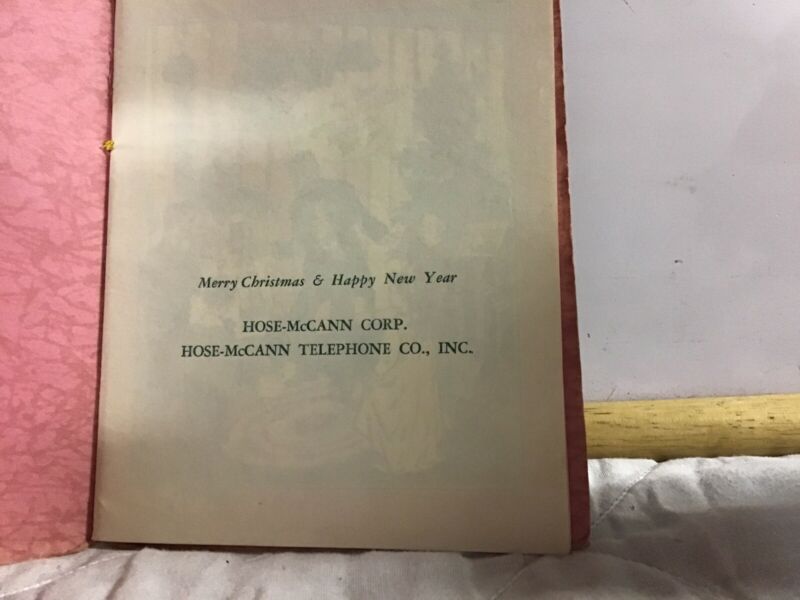 Merry Christmas & Happy New Year
HOSE-McCANN CORP.
HOSE-McCANN TELEPHONE CO., INC.